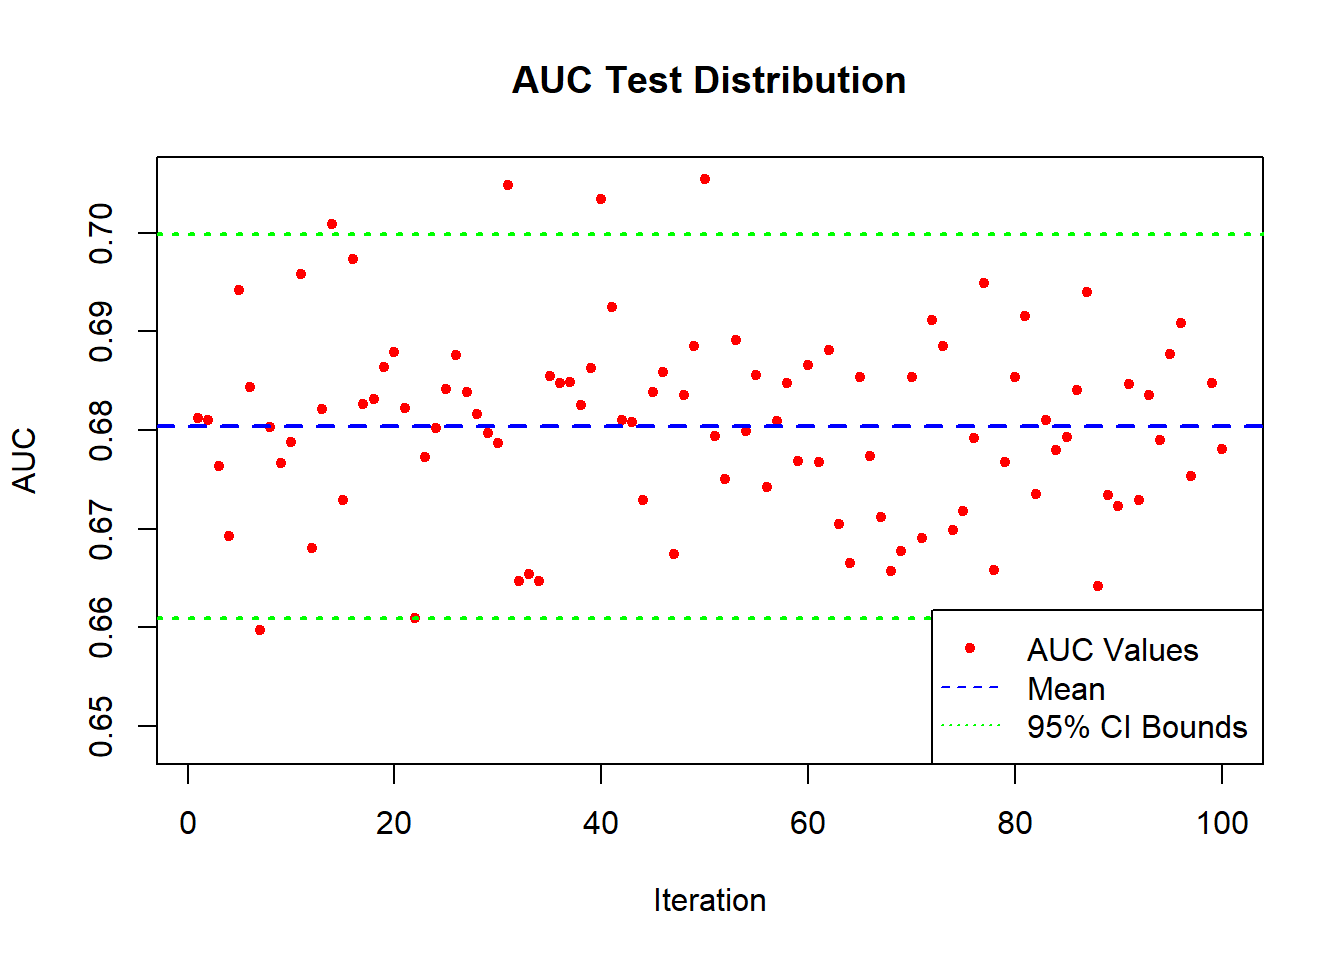 AUC Test Distribution
AUC
0.70
0.69
0.68
0.67
0.66
0.65
AUC Values
Mean
95% CI Bounds
0 20 40 60 80 100
Iteration